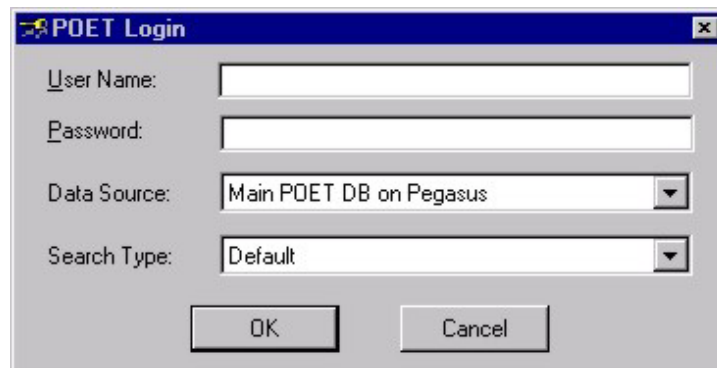 POET Login
User Name:
Password:
Data Source: Main POET DB on Pegasus
Search Type: Default
OK Cancel